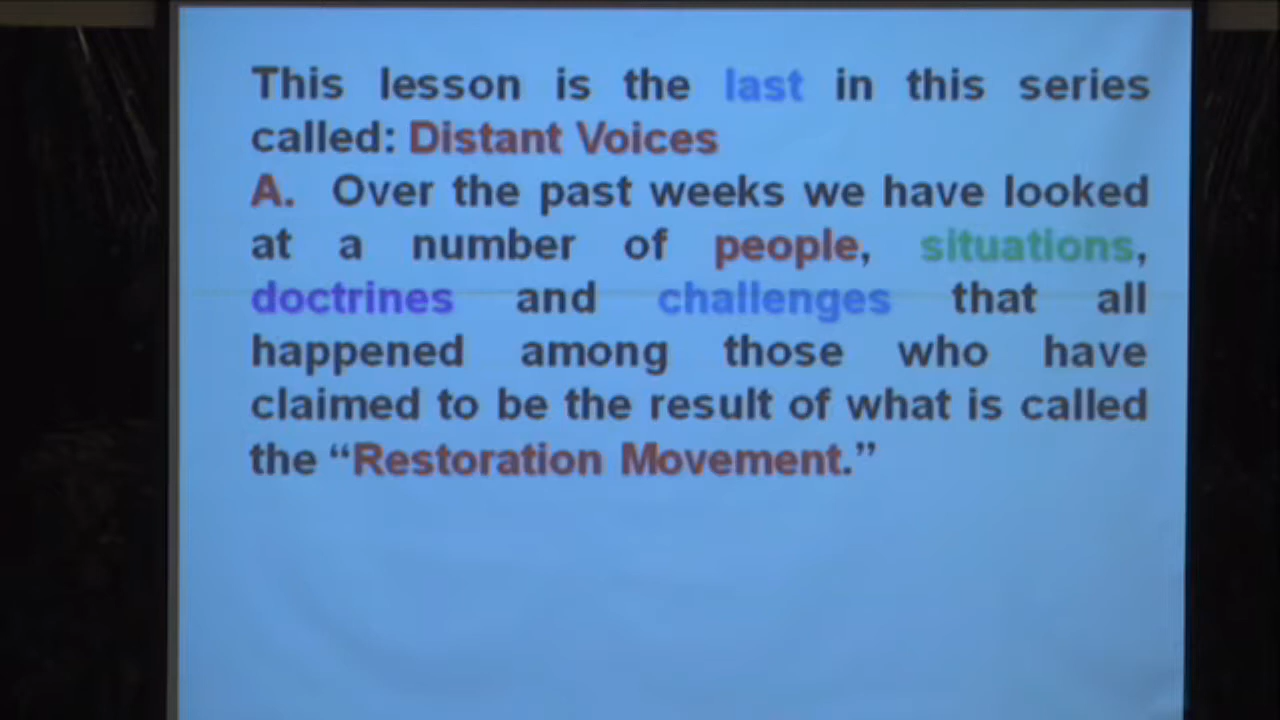 This lesson is the last in this series
called: Distant Voices
A. Over the past weeks we have looked
at a number of people, situations,
doctrines and challenges that all
happened among those who have
claimed to be the result of what is called
the “Restoration Movement.”